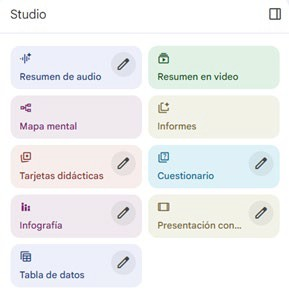 Studio
Resumen de audio
Resumen en video
Mapa mental
Informes
Tarjetas didácticas
Cuestionario
Infografía
Presentación con...
Tabla de datos